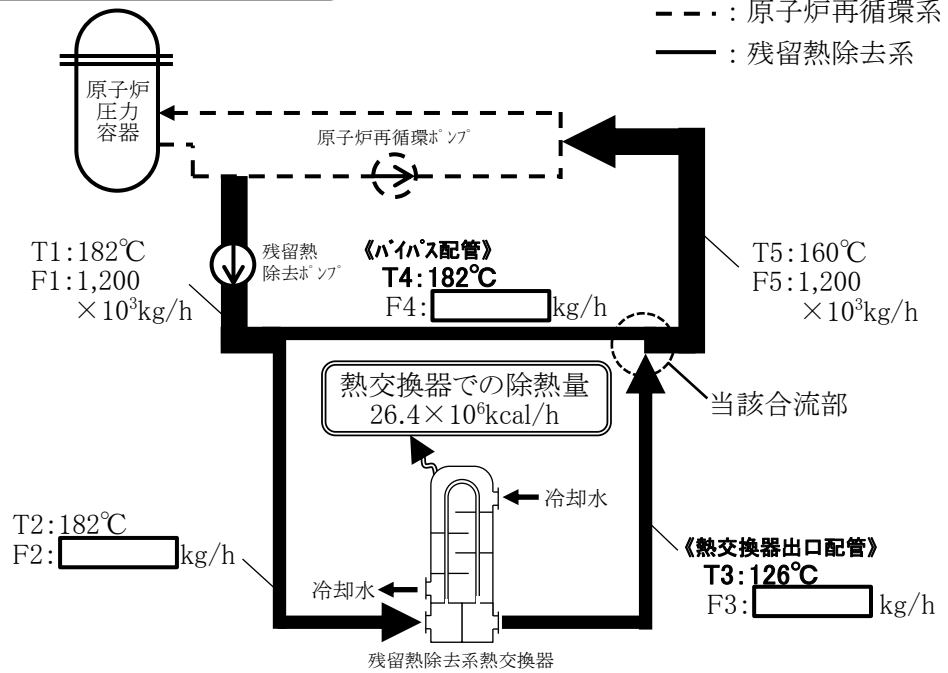 : 原子炉再循環系
: 残留熱除去系
原子炉
圧力
容器
原子炉再循環ﾎﾟﾝﾌﾟ
T1:182℃
F1:1,200
×10³kg/h
残留熱
除去ﾎﾟﾝﾌﾟ
《ﾊﾞｲﾊﾟｽ配管》
T4:182℃
F4: kg/h
T5:160℃
F5:1,200
×10³kg/h
熱交換器での除熱量
26.4×10⁶kcal/h
当該合流部
冷却水
T2:182℃
F2: kg/h
冷却水
《熱交換器出口配管》
T3:126℃
F3: kg/h
残留熱除去系熱交換器